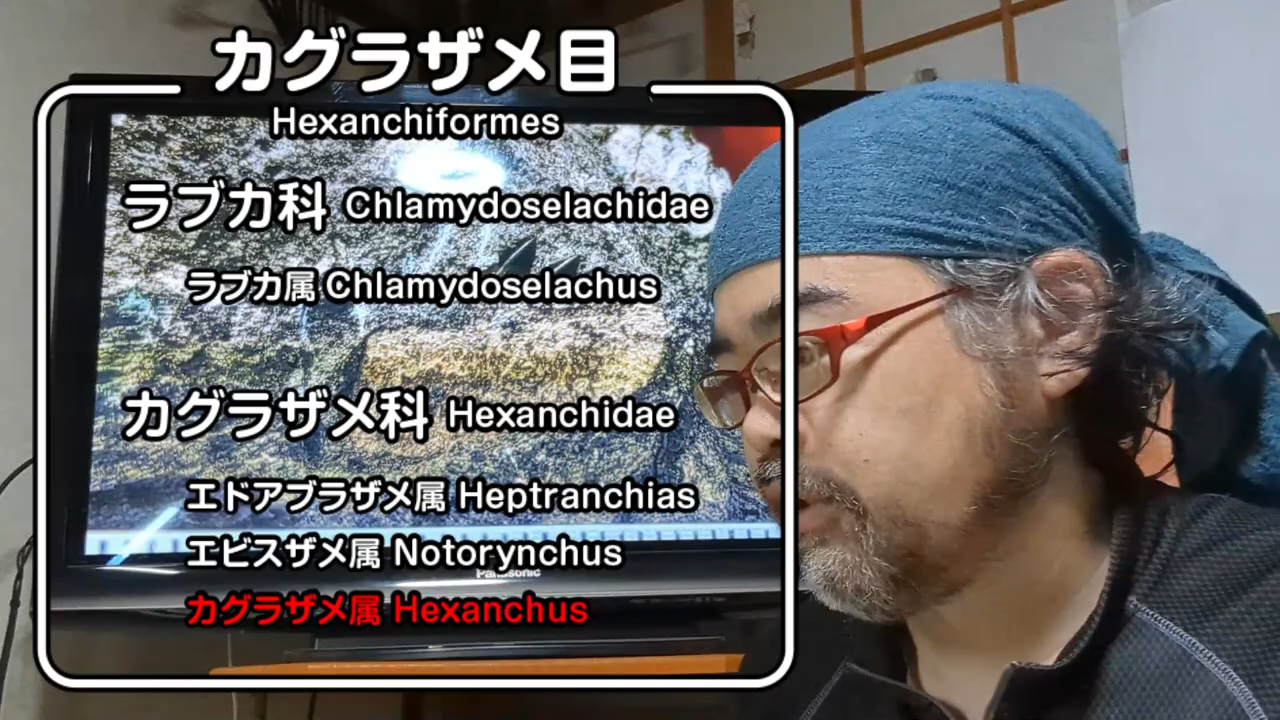 カグラザメ目
Hexanchiformes
ラブカ科 Chlamydoselachidae
ラブカ属 Chlamydoselachus
カグラザメ科 Hexanchidae
エドアブラザメ属 Heptranchias
エビスザメ属 Notorynchus
Panasonic
カグラザメ属 Hexanchus